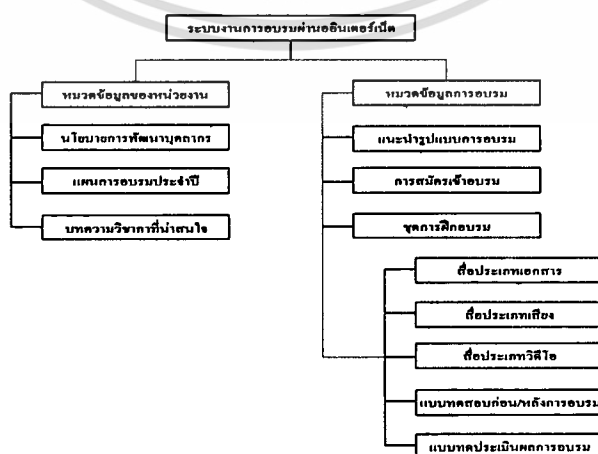 ระบบงานการอบรมผ่านอินเตอร์เน็ต
หมวดข้อมูลของหน่วยงาน
นโยบายการพัฒนาบุคลากร
แผนการอบรมประจำปี
บทความวิชาการที่น่าสนใจ
หมวดข้อมูลการอบรม
แนะนำรูปแบบการอบรม
การสมัครเข้าอบรม
ชุดการฝึกอบรม
สื่อประเภทเอกสาร
สื่อประเภทเสียง
สื่อประเภทวิดีโอ
แบบทดสอบก่อน/หลังการอบรม
แบบทดประเมินผลการอบรม